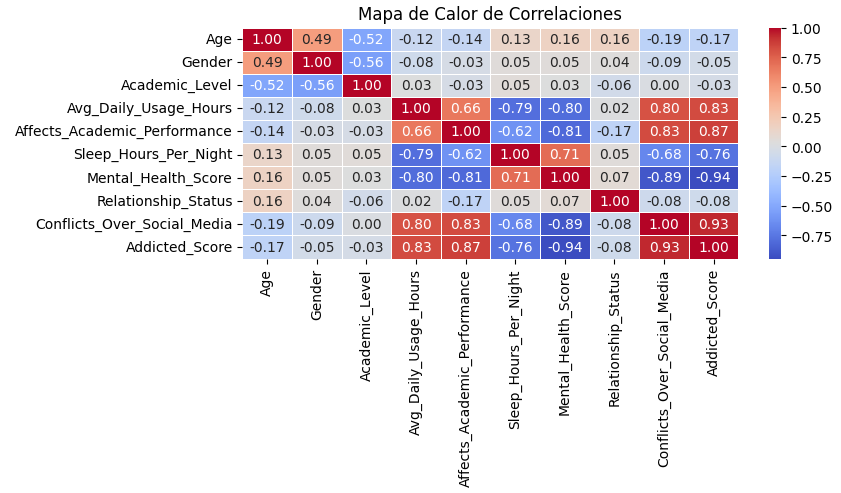 Mapa de Calor de Correlaciones
Age 1.00 0.49 -0.52 -0.12 -0.14 0.13 0.16 0.16 -0.19 -0.17
Gender 0.49 1.00 -0.56 -0.08 -0.03 0.05 0.05 0.04 -0.09 -0.05
Academic_Level -0.52 -0.56 1.00 0.03 -0.03 0.05 0.03 -0.06 0.00 -0.03
Avg_Daily_Usage_Hours -0.12 -0.08 0.03 1.00 0.66 -0.79 -0.80 0.02 0.80 0.83
Affects_Academic_Performance -0.14 -0.03 -0.03 0.66 1.00 -0.62 -0.81 -0.17 0.83 0.87
Sleep_Hours_Per_Night 0.13 0.05 0.05 -0.79 -0.62 1.00 0.71 0.05 -0.68 -0.76
Mental_Health_Score 0.16 0.05 0.03 -0.80 -0.81 0.71 1.00 0.07 -0.89 -0.94
Relationship_Status 0.16 0.04 -0.06 0.02 -0.17 0.05 0.07 1.00 -0.08 -0.08
Conflicts_Over_Social_Media -0.19 -0.09 0.00 0.80 0.83 -0.68 -0.89 -0.08 1.00 0.93
Addicted_Score -0.17 -0.05 -0.03 0.83 0.87 -0.76 -0.94 -0.08 0.93 1.00
Age
Gender
Academic_Level
Avg_Daily_Usage_Hours
Affects_Academic_Performance
Sleep_Hours_Per_Night
Mental_Health_Score
Relationship_Status
Conflicts_Over_Social_Media
Addicted_Score
1.00
0.75
0.50
0.25
0.00
−0.25
−0.50
−0.75